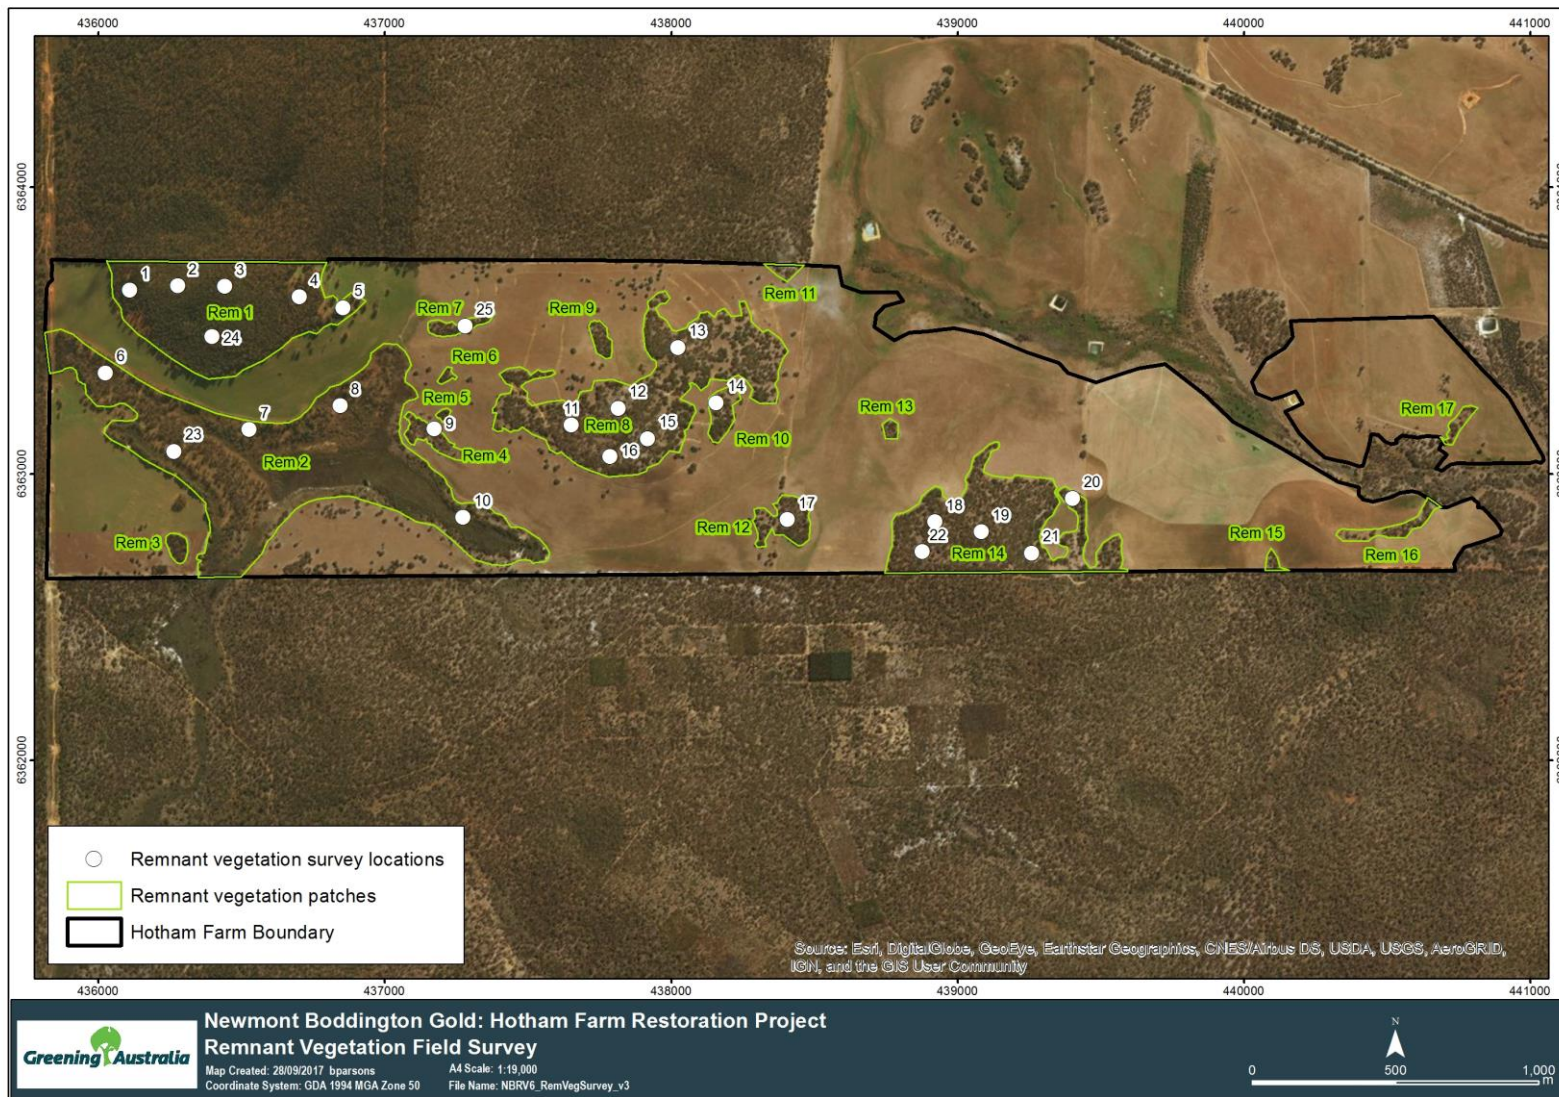 436000 437000 438000 439000 440000 441000
6364000
6363000
6362000
1 2 3 4 5
Rem 1
24
Rem 7 25
Rem 9
Rem 11
13
Rem 6
6
8
Rem 5
12
14
Rem 17
7
9
11
Rem 8
15
Rem 13
23
Rem 2
Rem 4
16
Rem 10
10
17
Rem 12
18
19
20
Rem 3
22
Rem 14
21
Rem 15
Rem 16
Remnant vegetation survey locations
Remnant vegetation patches
Hotham Farm Boundary
Source: Esri, DigitalGlobe, GeoEye, Earthstar Geographics, CNES/Airbus DS, USDA, USGS, AeroGRID,
IGN, and the GIS User Community
436000 437000 438000 439000 440000 441000
Greening Australia
Newmont Boddington Gold: Hotham Farm Restoration Project
Remnant Vegetation Field Survey
Map Created: 28/09/2017 bparsons A4 Scale: 1:19,000
Coordinate System: GDA 1994 MGA Zone 50 File Name: NBRV6_RemVegSurvey_v3
N
0 500 1,000
m